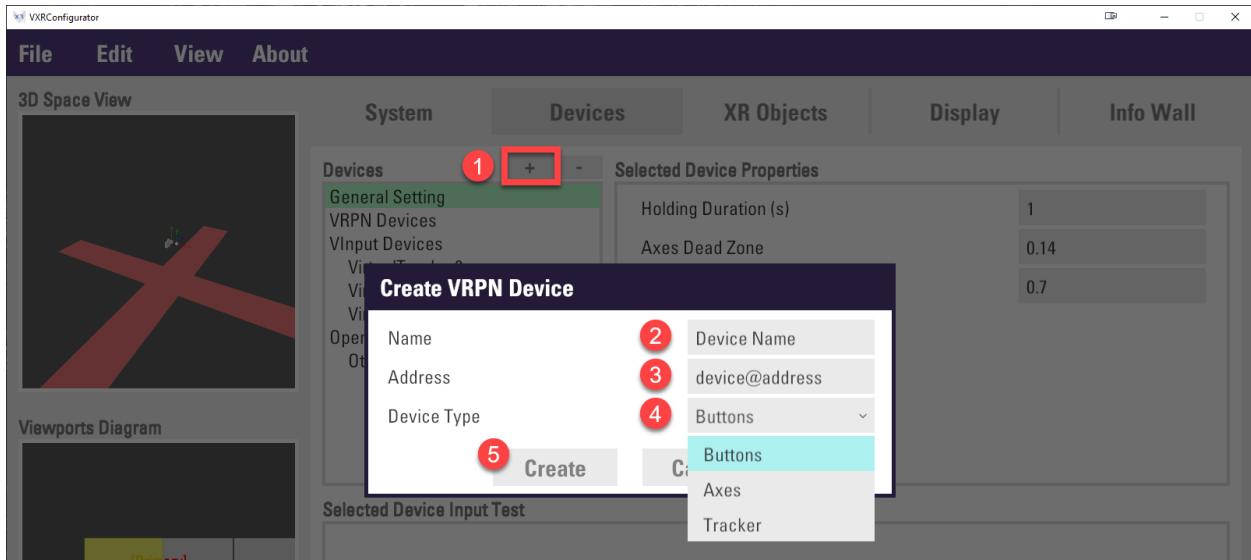 VXRConfigurator
File Edit View About
3D Space View
System Devices XR Objects Display Info Wall
Devices 1 + - Selected Device Properties
General Setting
Holding Duration (s) 1
VRPN Devices
VInput Devices
Axes Dead Zone 0.14
0.7
Create VRPN Device
Name 2 Device Name
Address 3 device@address
Device Type 4 Buttons
5 Create
Buttons
Axes
Tracker
Viewports Diagram
Selected Device Input Test